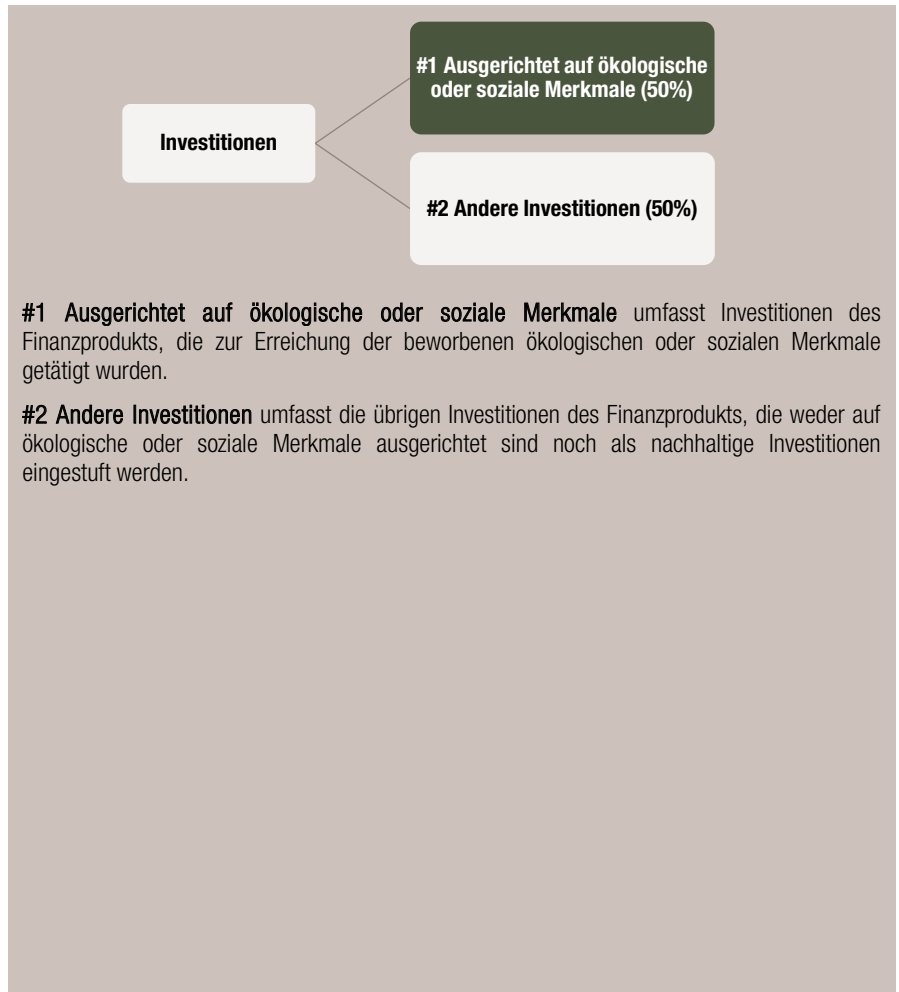 #1 Ausgerichtet auf ökologische
oder soziale Merkmale (50%)
Investitionen
#2 Andere Investitionen (50%)
#1 Ausgerichtet auf ökologische oder soziale Merkmale umfasst Investitionen des
Finanzprodukts, die zur Erreichung der beworbenen ökologischen oder sozialen Merkmale
getätigt wurden.
#2 Andere Investitionen umfasst die übrigen Investitionen des Finanzprodukts, die weder auf
ökologische oder soziale Merkmale ausgerichtet sind noch als nachhaltige Investitionen
eingestuft werden.